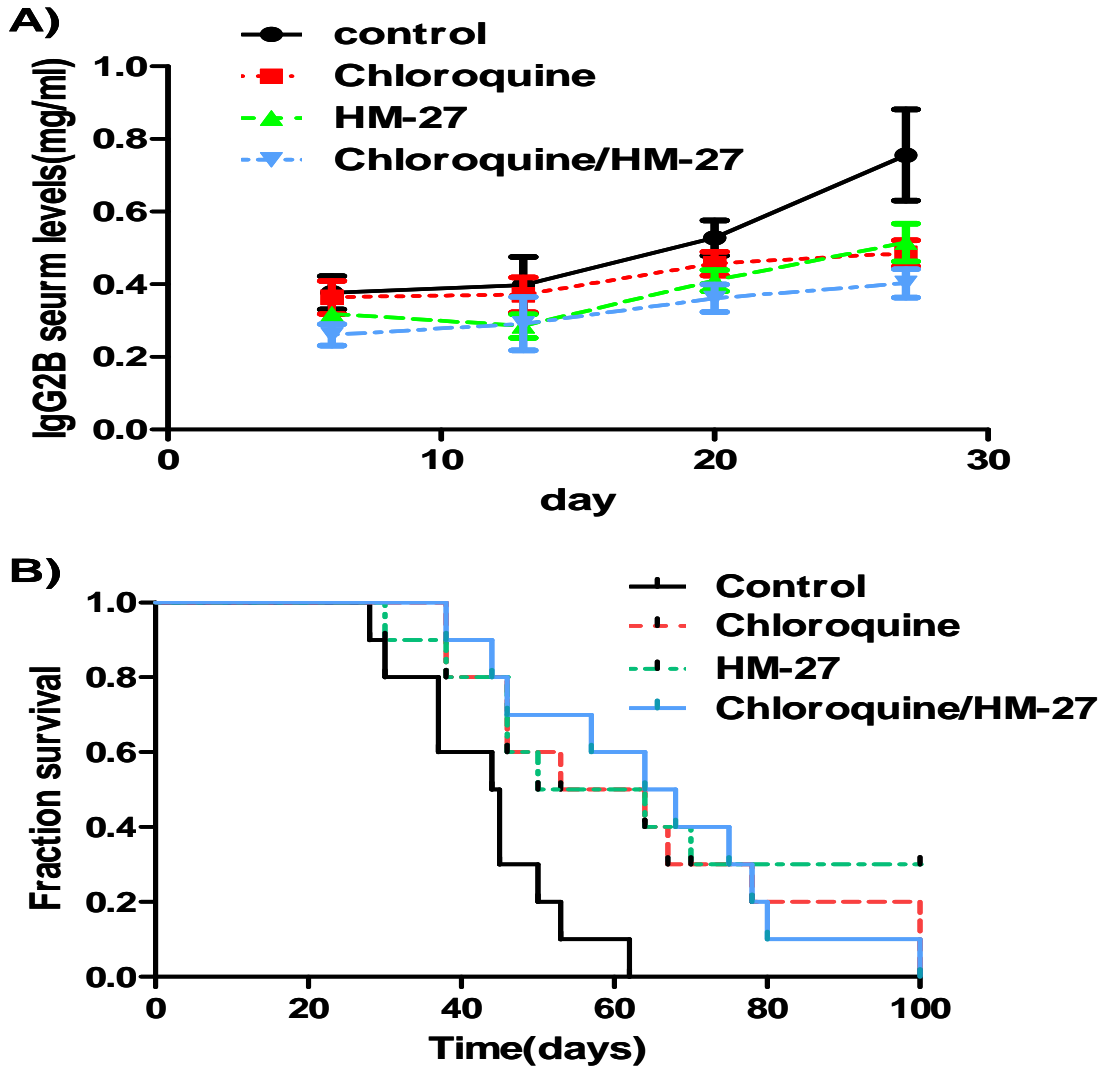 A)
control
Chloroquine
HM-27
Chloroquine/HM-27
IgG2B seurm levels(mg/ml)
1.0
0.8
0.6
0.4
0.2
0.0
0 10 20 30
day
B)
Control
Chloroquine
HM-27
Chloroquine/HM-27
Fraction survival
1.0
0.8
0.6
0.4
0.2
0.0
0 20 40 60 80 100
Time(days)